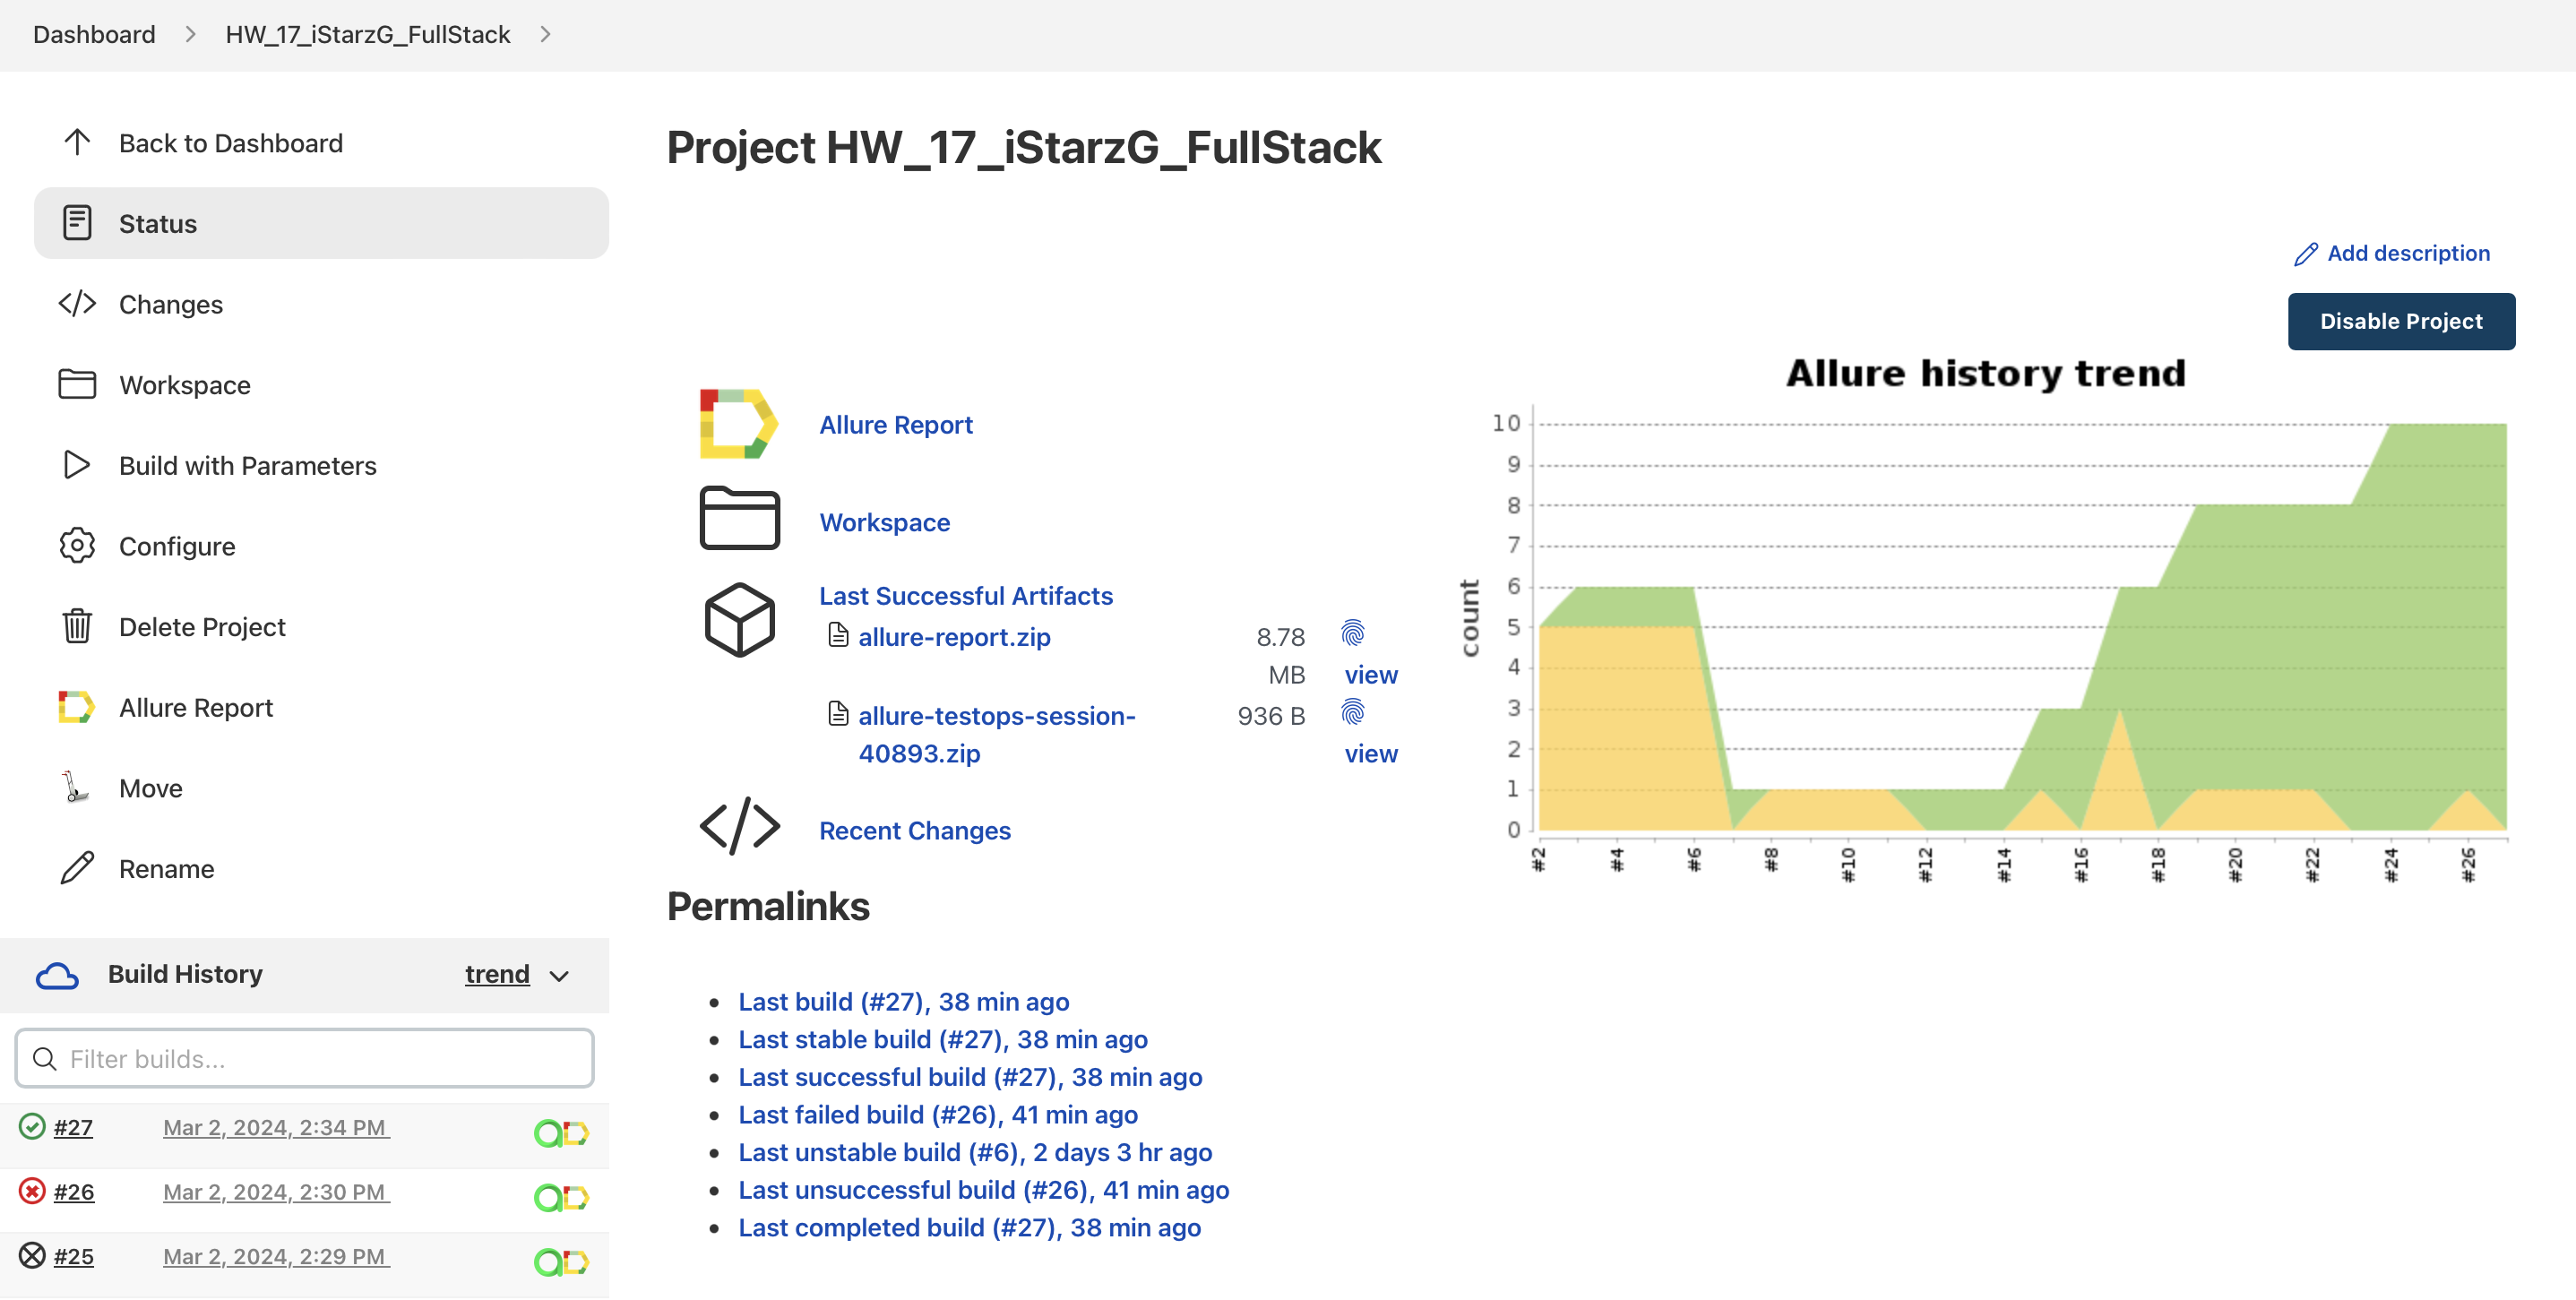 Dashboard > HW_17_iStarzG_FullStack >
Back to Dashboard
Status
Changes
Workspace
Build with Parameters
Configure
Delete Project
Allure Report
Move
Rename
Build History trend
Filter builds...
#27 Mar 2, 2024, 2:34 PM
#26 Mar 2, 2024, 2:30 PM
#25 Mar 2, 2024, 2:29 PM
Project HW_17_iStarzG_FullStack
Add description
Disable Project
Allure Report
Workspace
Last Successful Artifacts
allure-report.zip 8.78
MB view
allure-testops-session- 936 B
40893.zip view
Recent Changes
Allure history trend
count
10
9
8
7
6
5
4
3
2
1
0
#2 #4 #6 #8 #10 #12 #14 #16 #18 #20 #22 #24 #26
Permalinks
Last build (#27), 38 min ago
Last stable build (#27), 38 min ago
Last successful build (#27), 38 min ago
Last failed build (#26), 41 min ago
Last unstable build (#6), 2 days 3 hr ago
Last unsuccessful build (#26), 41 min ago
Last completed build (#27), 38 min ago